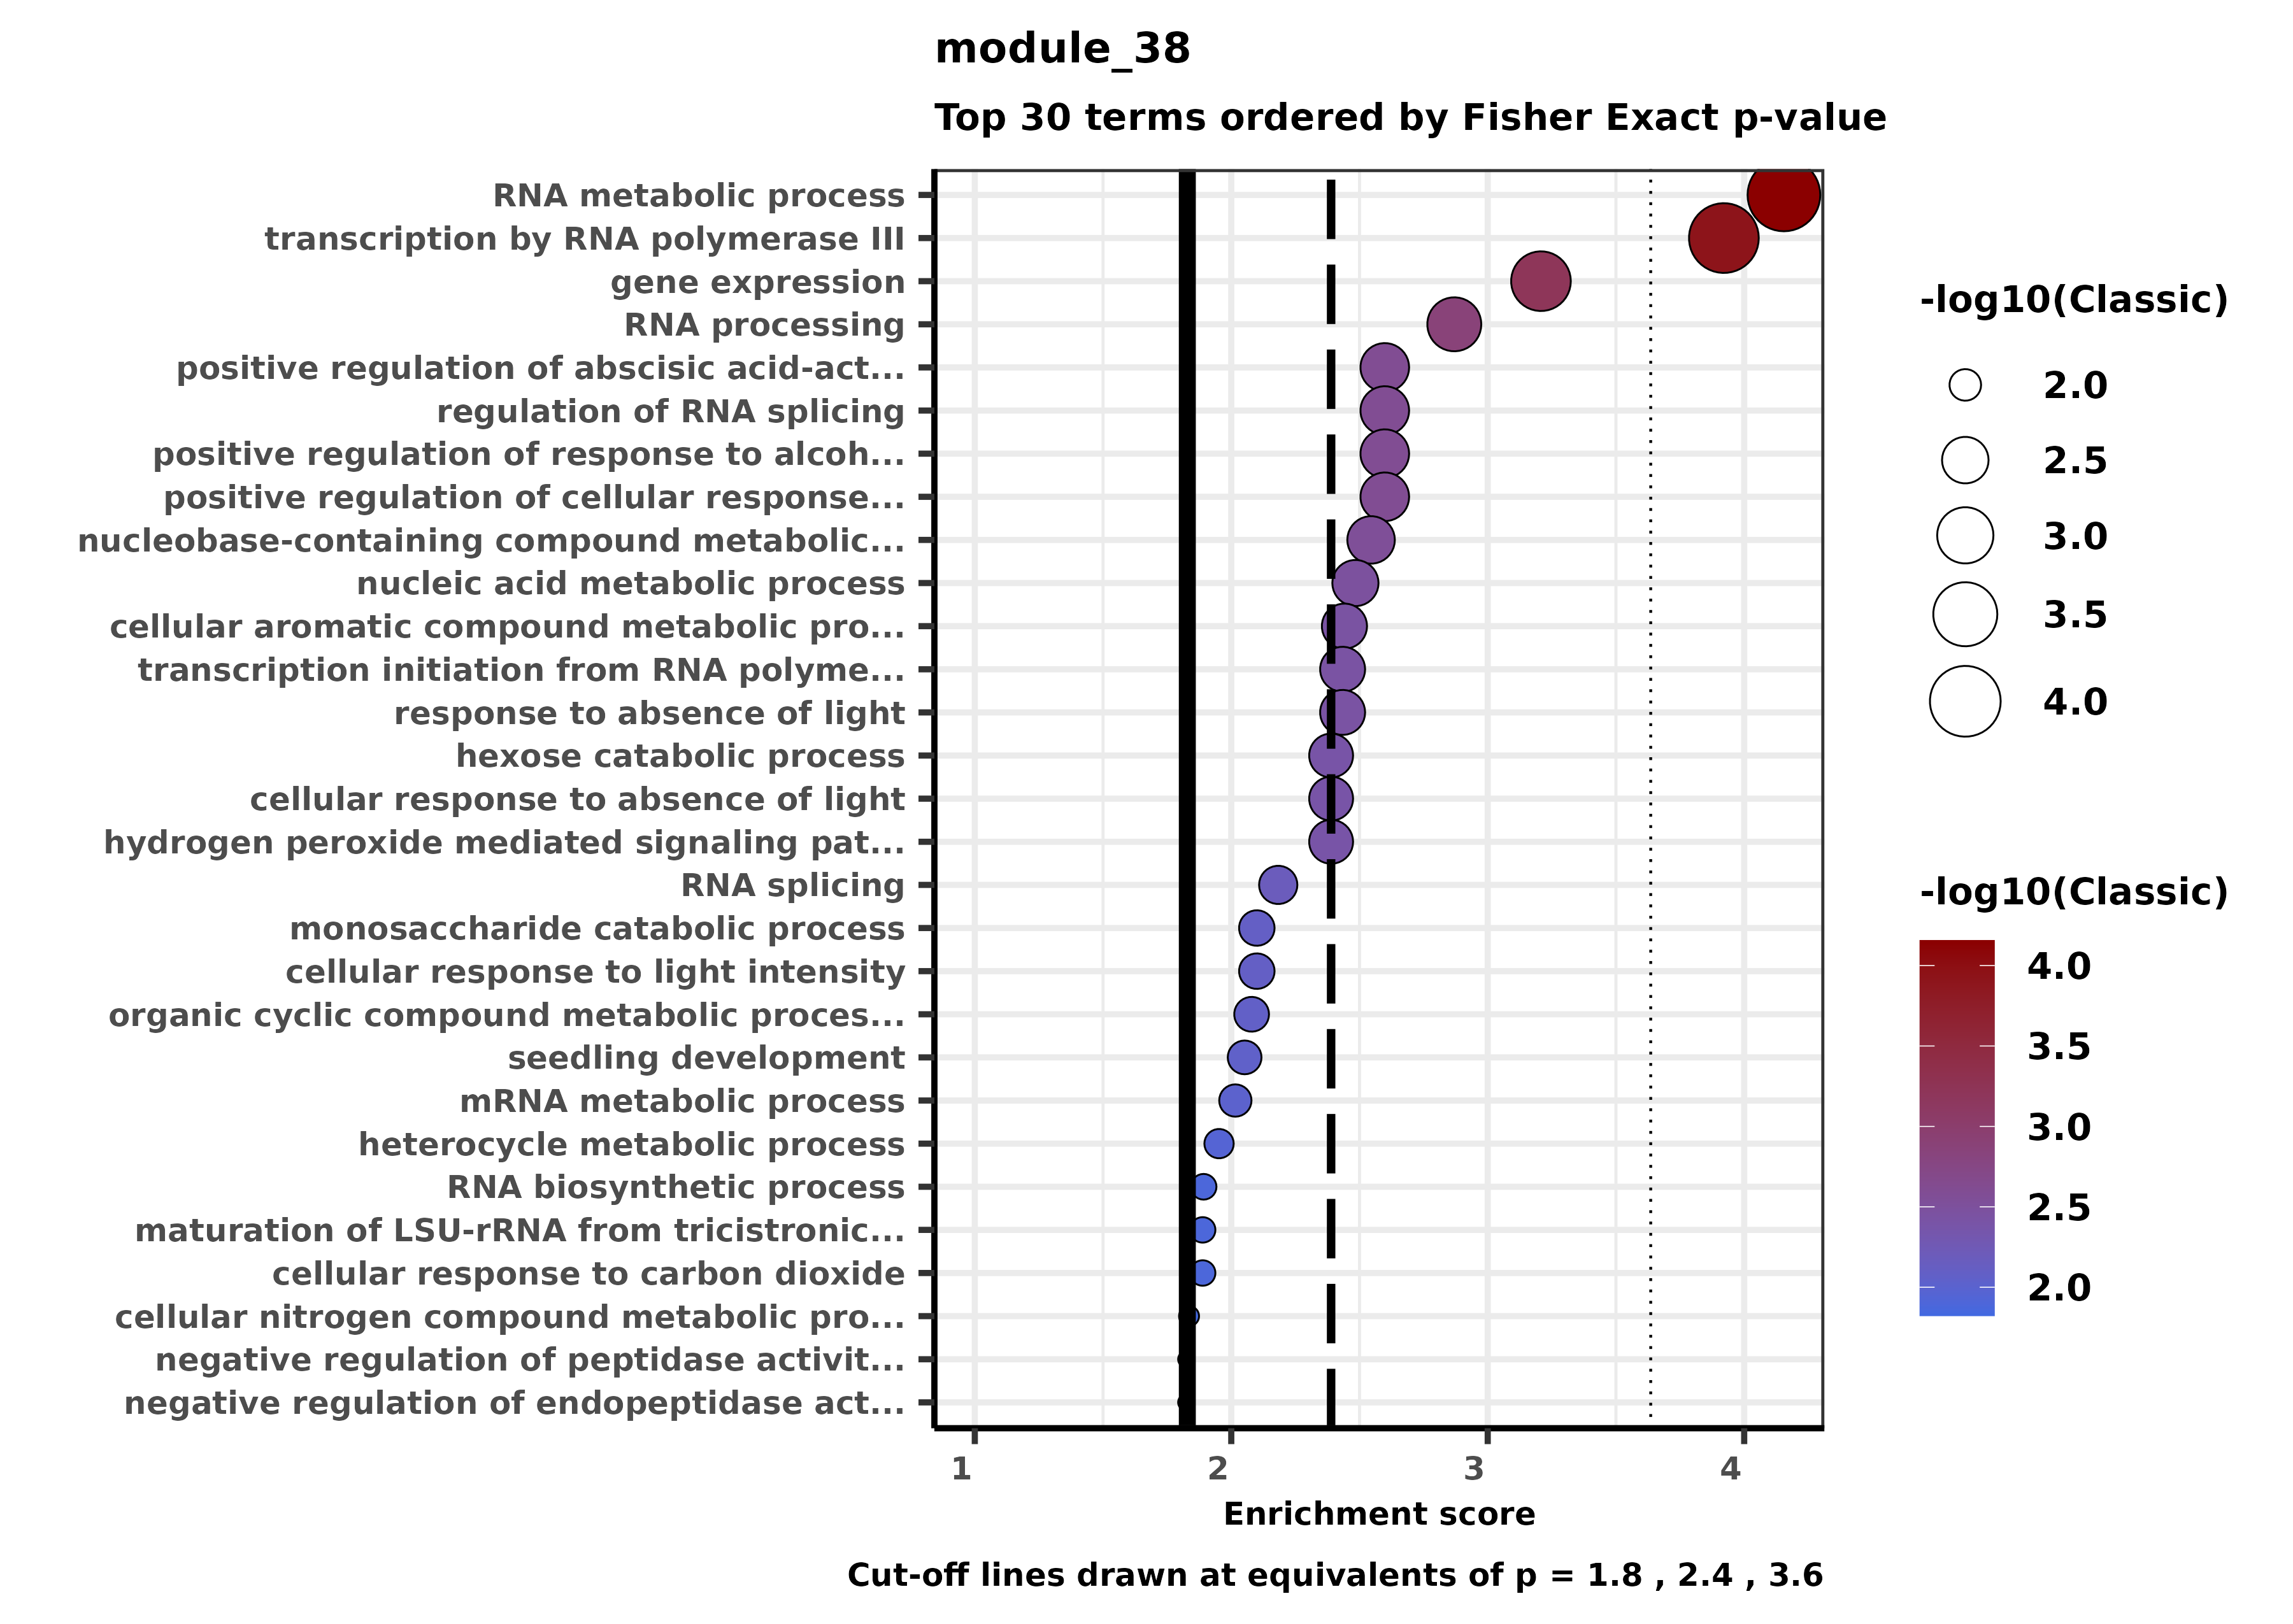 module_38
Top 30 terms ordered by Fisher Exact p-value
RNA metabolic process
transcription by RNA polymerase III
gene expression
RNA processing
positive regulation of abscisic acid-act...
regulation of RNA splicing
positive regulation of response to alcoh...
positive regulation of cellular response...
nucleobase-containing compound metabolic...
nucleic acid metabolic process
cellular aromatic compound metabolic pro...
transcription initiation from RNA polyme...
response to absence of light
hexose catabolic process
cellular response to absence of light
hydrogen peroxide mediated signaling pat...
RNA splicing
monosaccharide catabolic process
cellular response to light intensity
organic cyclic compound metabolic proces...
seedling development
mRNA metabolic process
heterocycle metabolic process
RNA biosynthetic process
maturation of LSU-rRNA from tricistronic...
cellular response to carbon dioxide
cellular nitrogen compound metabolic pro...
negative regulation of peptidase activit...
negative regulation of endopeptidase act...
1 2 3 4
Enrichment score
Cut-off lines drawn at equivalents of p = 1.8 , 2.4 , 3.6
-log10(Classic)
2.0
2.5
3.0
3.5
4.0
-log10(Classic)
4.0
3.5
3.0
2.5
2.0